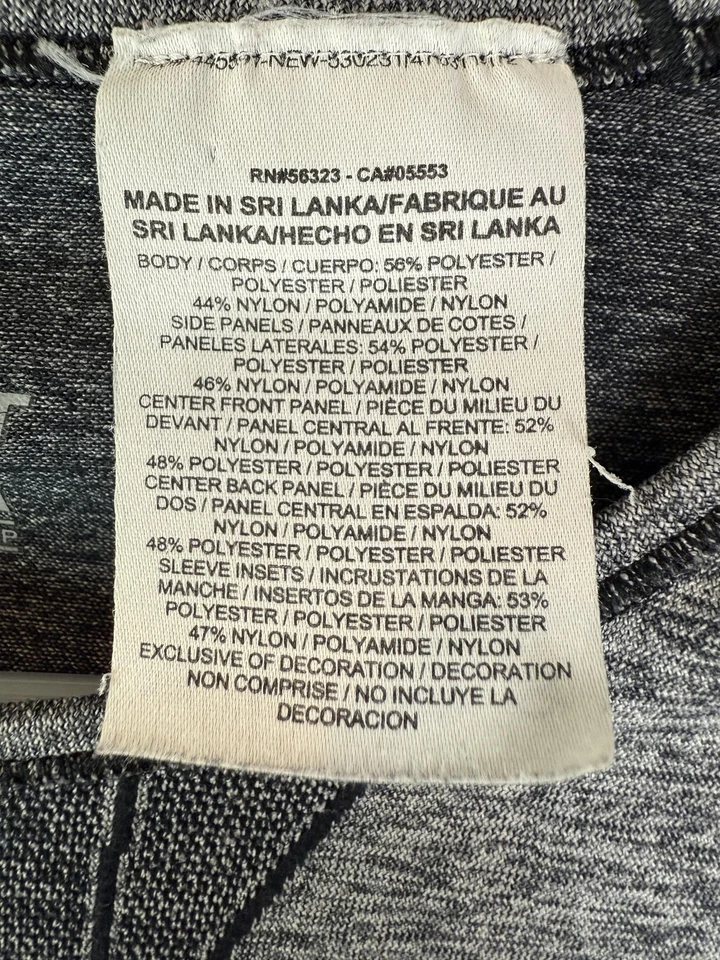 RN#56323 - CA#05553
MADE IN SRI LANKA/FABRIQUE AU
SRI LANKA/HECHO EN SRI LANKA
BODY / CORPS / CUERPO: 56% POLYESTER /
POLYESTER / POLIESTER
44% NYLON / POLYAMIDE / NYLON
SIDE PANELS / PANNEAUX DE COTES /
PANELES LATERALES: 54% POLYESTER /
POLYESTER / POLIESTER
46% NYLON / POLYAMIDE / NYLON
CENTER FRONT PANEL / PIÈCE DU MILIEU DU
DEVANT / PANEL CENTRAL AL FRENTE: 52%
NYLON / POLYAMIDE / NYLON
48% POLYESTER / POLYESTER / POLIESTER
CENTER BACK PANEL / PIÈCE DU MILIEU DU
DOS / PANEL CENTRAL EN ESPALDA: 52%
NYLON / POLYAMIDE / NYLON
48% POLYESTER / POLYESTER / POLIESTER
SLEEVE INSETS / INCRUSTATIONS DE LA
MANCHE / INSERTOS DE LA MANGA: 53%
POLYESTER / POLYESTER / POLIESTER
47% NYLON / POLYAMIDE / NYLON
EXCLUSIVE OF DECORATION / DECORATION
NON COMPRISE / NO INCLUYE LA
DECORACION